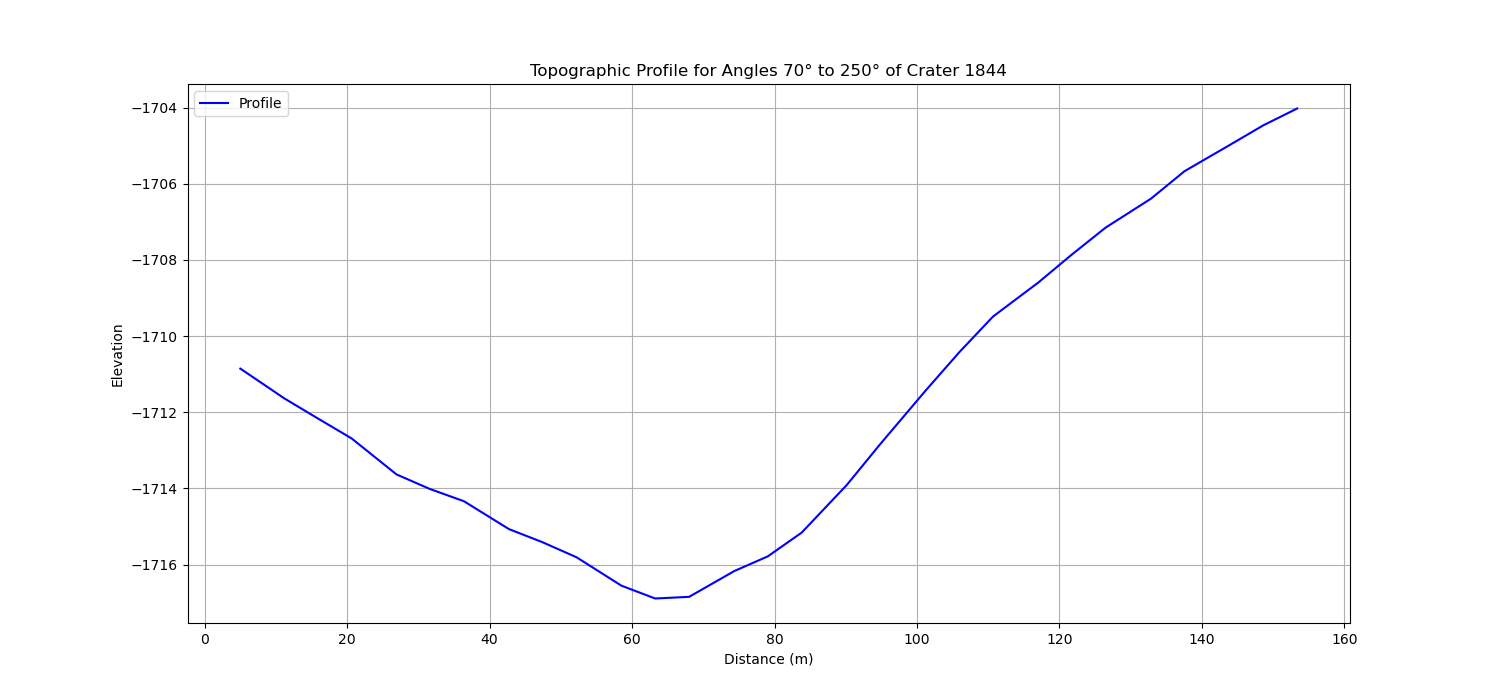 Topographic Profile for Angles 70° to 250° of Crater 1844
Profile
−1704
−1706
−1708
−1710
−1712
−1714
−1716
Elevation
0 20 40 60 80 100 120 140 160
Distance (m)